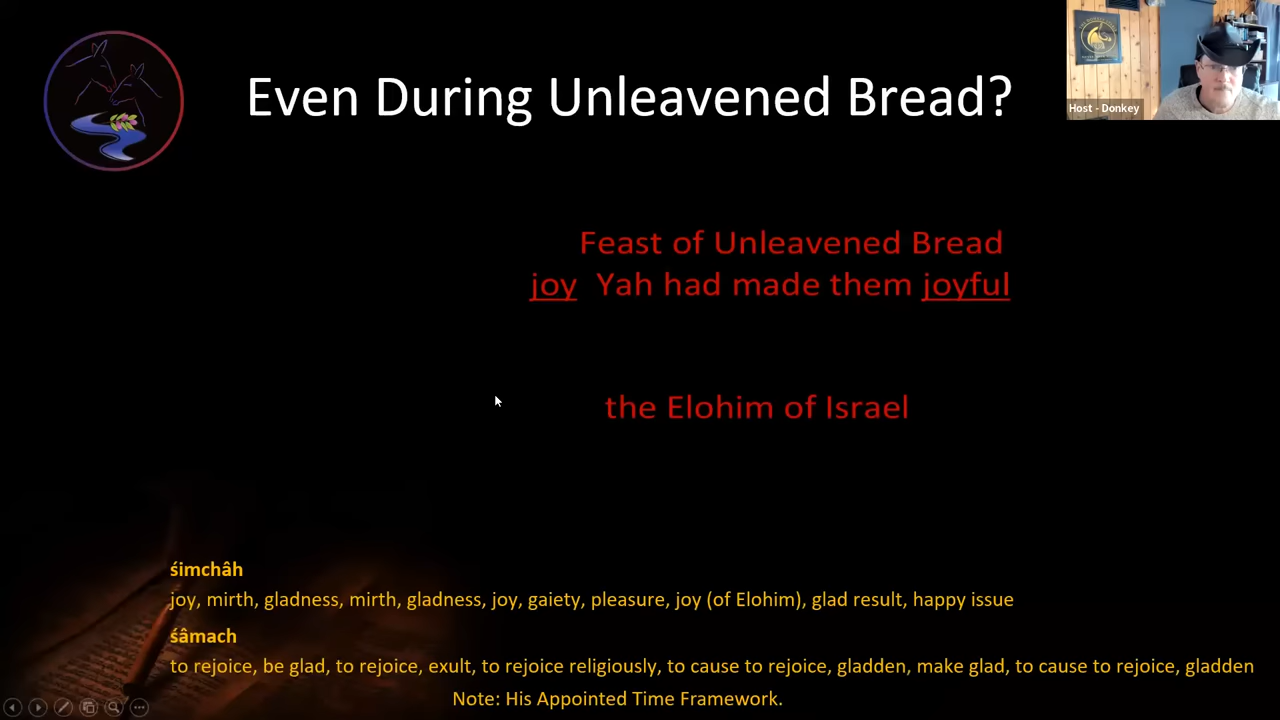 Even During Unleavened Bread?
Host - Donkey
Feast of Unleavened Bread
joy Yah had made them joyful
the Elohim of Israel
śimchâh
joy, mirth, gladness, mirth, gladness, joy, gaiety, pleasure, joy (of Elohim), glad result, happy issue
śâmach
to rejoice, be glad, to rejoice, exult, to rejoice religiously, to cause to rejoice, gladden, make glad, to cause to rejoice, gladden
Note: His Appointed Time Framework.